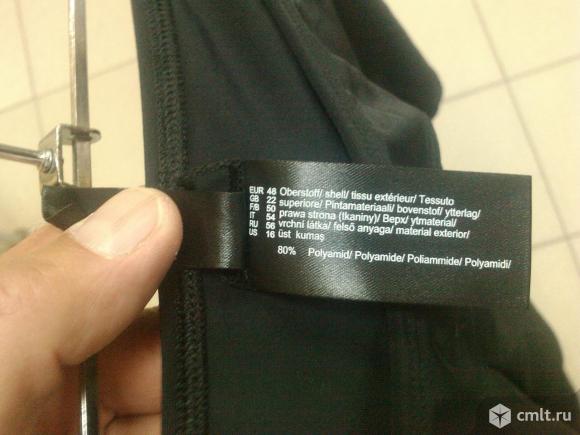 EUR 48 Oberstoff/ shell/ tissu extérieur/ Tessuto
GB 22 superiore/ Pintamateriaali/ bovenstof/ ytterlag/
F/B 50 prawa strona (tkaniny)/ Верх/ ytmaterial/
IT 54 vrchní látka/ felső anyaga/ material exterior/
RU 56 üst kumaş
US 16
80% Polyamid/ Polyamide/ Poliammide/ Polyamidi/
cmlt.ru